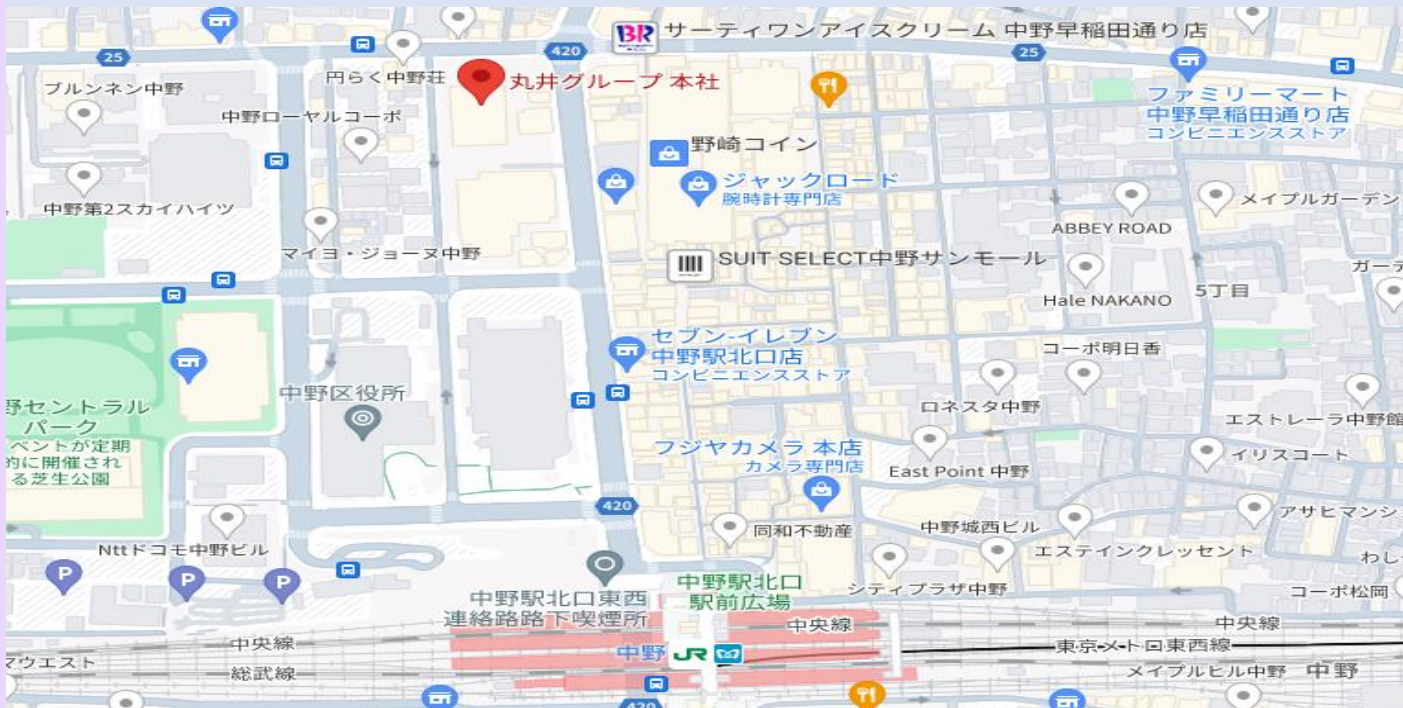 サーティワンアイスクリーム 中野早稲田通り店
420
25
25
円らく中野荘
丸井グループ 本社
ブルンネン中野
ファミリーマート
中野早稲田通り店
コンビニエンスストア
中野ローヤルコーポ
野崎コイン
ジャックロード
腕時計専門店
中野第2スカイハイツ
メイプルガーデン
ABBEY ROAD
マイヨ・ジョーヌ中野
SUIT SELECT中野サンモール
ガーデ
Hale NAKANO
5丁目
セブン-イレブン
中野駅北口店
コンビニエンスストア
コーポ明日香
中野区役所
ロネスタ中野
野セントラル
パーク
ベントが定期
的に開催され
る芝生公園
エストレーラ中野館
フジヤカメラ 本店
カメラ専門店
East Point 中野
イリスコート
420
同和不動産
中野城西ビル
アサヒマンシ
Nttドコモ中野ビル
エステインクレッセント
わし
P
P
P
中野駅北口
駅前広場
シティプラザ中野
コーポ松岡
中野駅北口東西
連絡路路下喫煙所
中央線
中央線
中央線
中野
JR
東京メトロ東西線
マウエスト
総武線
メイプルヒル中野
中野
420